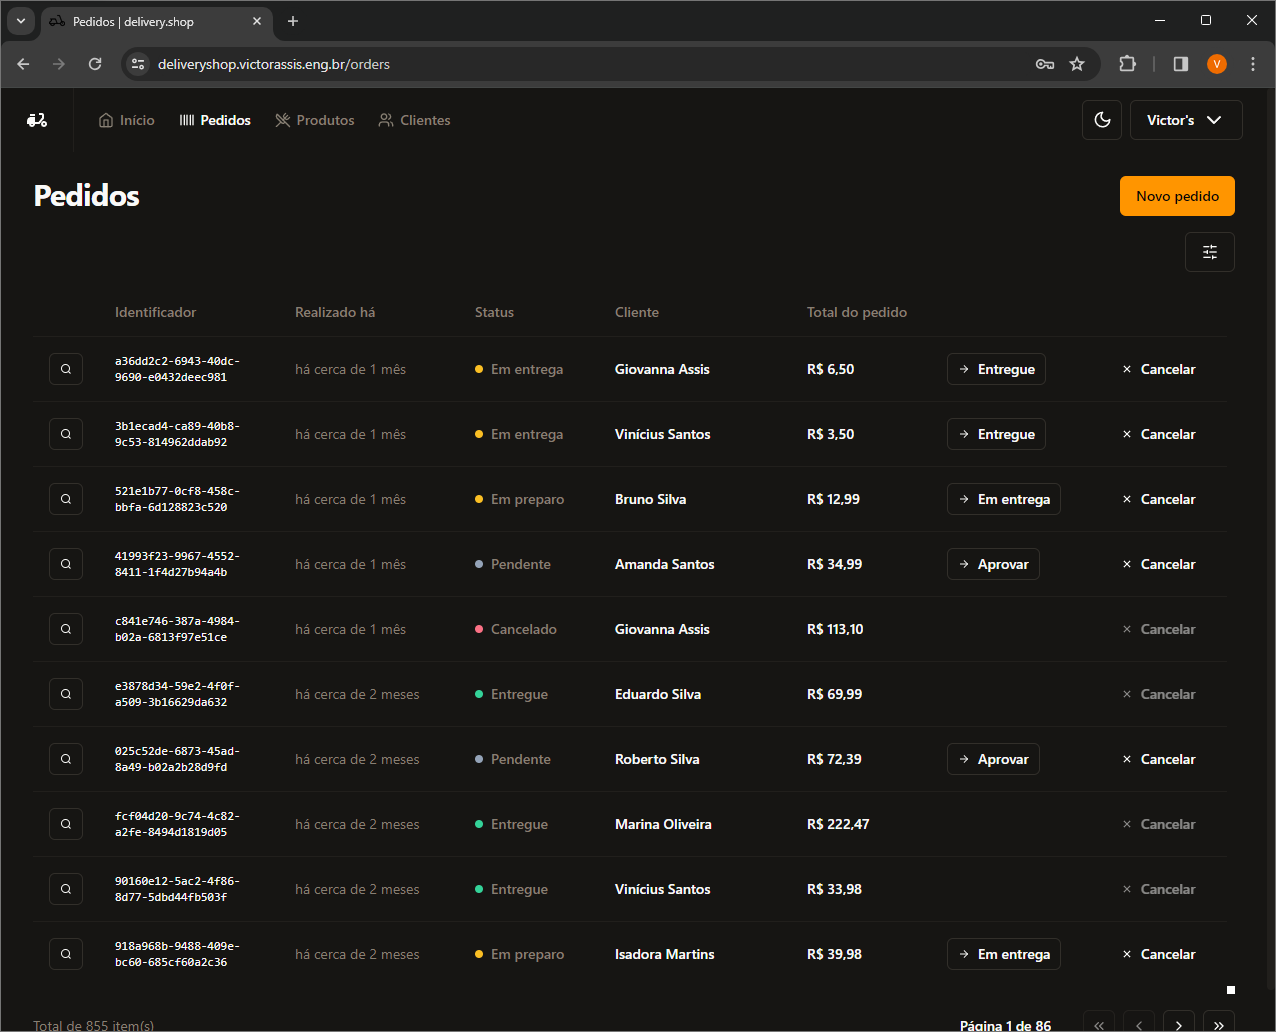 Pedidos | delivery.shop
deliveryshop.victorassis.eng.br/orders
V
Início Pedidos Produtos Clientes
Victor's
Pedidos
Novo pedido
Identificador Realizado há Status Cliente Total do pedido
a36dd2c2-6943-40dc-
9690-e0432deec981
há cerca de 1 mês Em entrega Giovanna Assis R$ 6,50 Entregue Cancelar
3b1ecad4-ca89-40b8-
9c53-814962ddab92
há cerca de 1 mês Em entrega Vinícius Santos R$ 3,50 Entregue Cancelar
521e1b77-0cf8-458c-
bbfa-6d128823c520
há cerca de 1 mês Em preparo Bruno Silva R$ 12,99 Em entrega Cancelar
41993f23-9967-4552-
8411-1f4d27b94a4b
há cerca de 1 mês Pendente Amanda Santos R$ 34,99 Aprovar Cancelar
c841e746-387a-4984-
b02a-6813f97e51ce
há cerca de 1 mês Cancelado Giovanna Assis R$ 113,10 Cancelar
e3878d34-59e2-4f0f-
a509-3b16629da632
há cerca de 2 meses Entregue Eduardo Silva R$ 69,99 Cancelar
025c52de-6873-45ad-
8a49-b02a2b28d9fd
há cerca de 2 meses Pendente Roberto Silva R$ 72,39 Aprovar Cancelar
fcf04d20-9c74-4c82-
a2fe-8494d1819d05
há cerca de 2 meses Entregue Marina Oliveira R$ 222,47 Cancelar
90160e12-5ac2-4f86-
8d77-5dbd44fb503f
há cerca de 2 meses Entregue Vinícius Santos R$ 33,98 Cancelar
918a968b-9488-409e-
bc60-685cf60a2c36
há cerca de 2 meses Em preparo Isadora Martins R$ 39,98 Em entrega Cancelar
Total de 855 item(s) Página 1 de 86